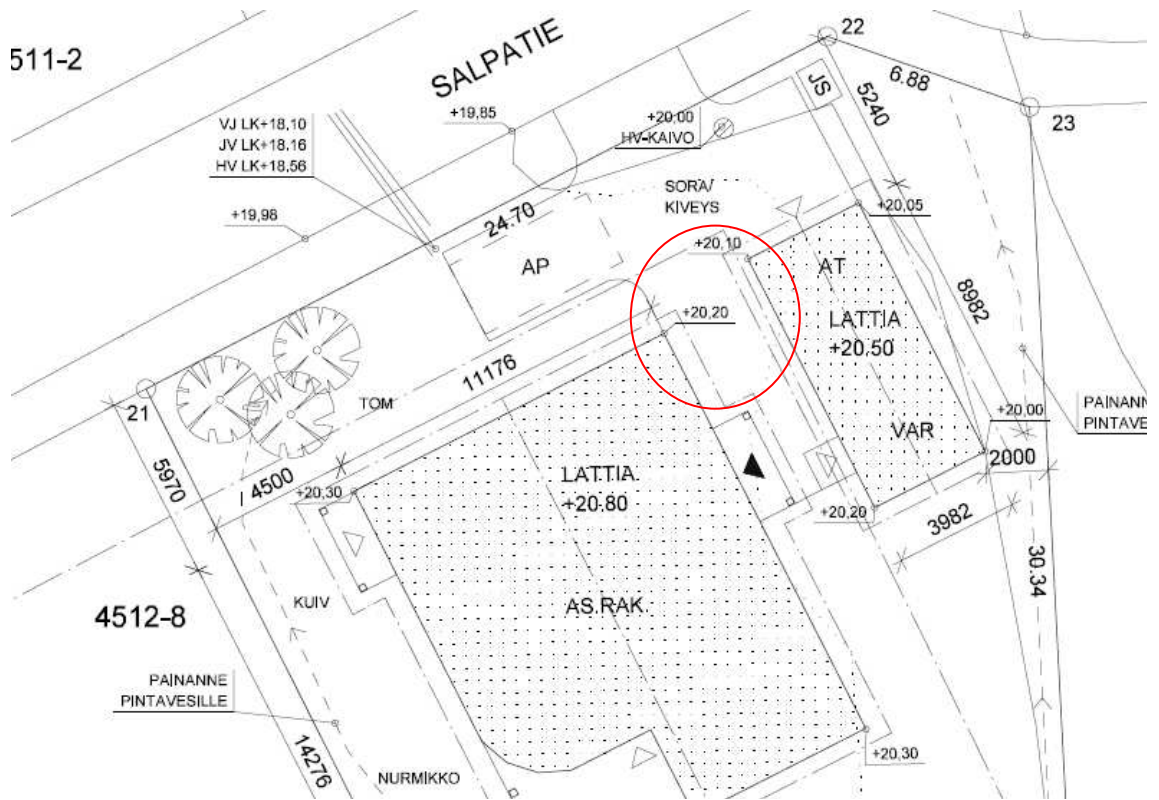 511-2
SALPATIE
22
6.88
23
JS
5240
+19,85
+20,00
HV-KAIVO
VJ LK+18,10
JV LK+18,16
HV LK+18,56
+19,98
24.70
SORA/
KIVEYS
+20,05
+20,10
AP
AT
+20,20
LATTIA
+20.50
8982
11176
TOM
21
VAR
+20,00
PAINANN
PINTAVE
4500
+20,30
5970
LATTIA
+20.80
2000
+20,20
3982
30.34
KUIV
AS.RAK.
4512-8
PAINANNE
PINTAVESILLE
14276
NURMIKKO
+20,30